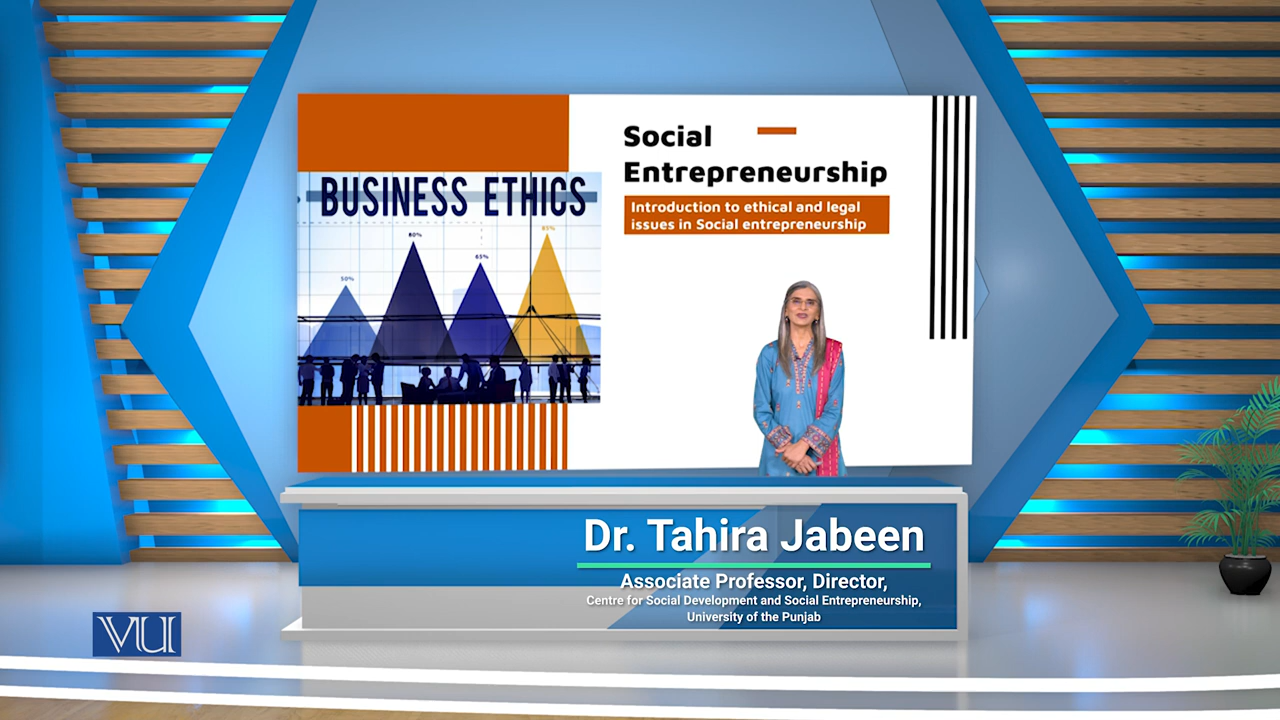 BUSINESS ETHICS
80%
85%
65%
50%
Social
Entrepreneurship
Introduction to ethical and legal
issues in Social entrepreneurship
Dr. Tahira Jabeen
Associate Professor, Director,
Centre for Social Development and Social Entrepreneurship,
University of the Punjab
VU